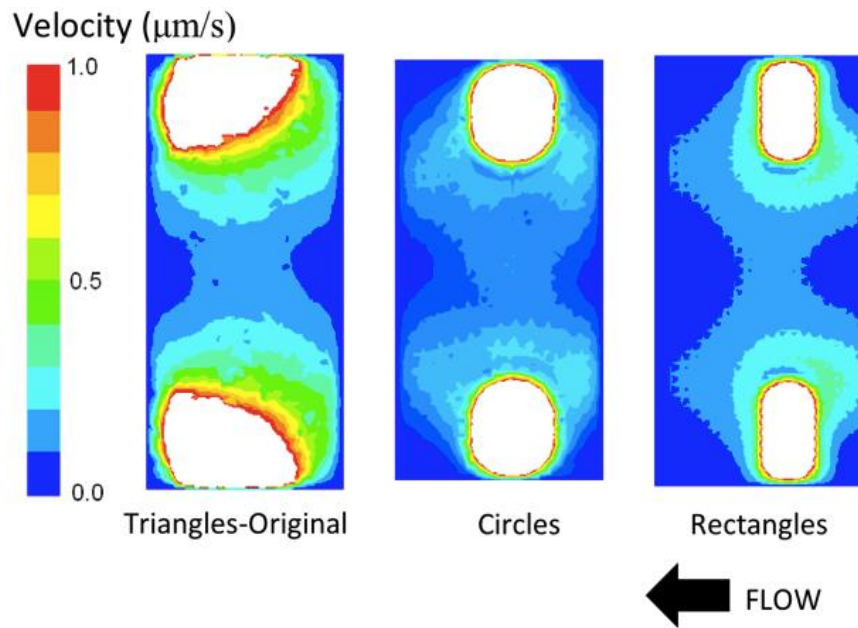 Velocity (μm/s)
1.0
0.5
0.0
Triangles-Original
Circles
Rectangles
FLOW